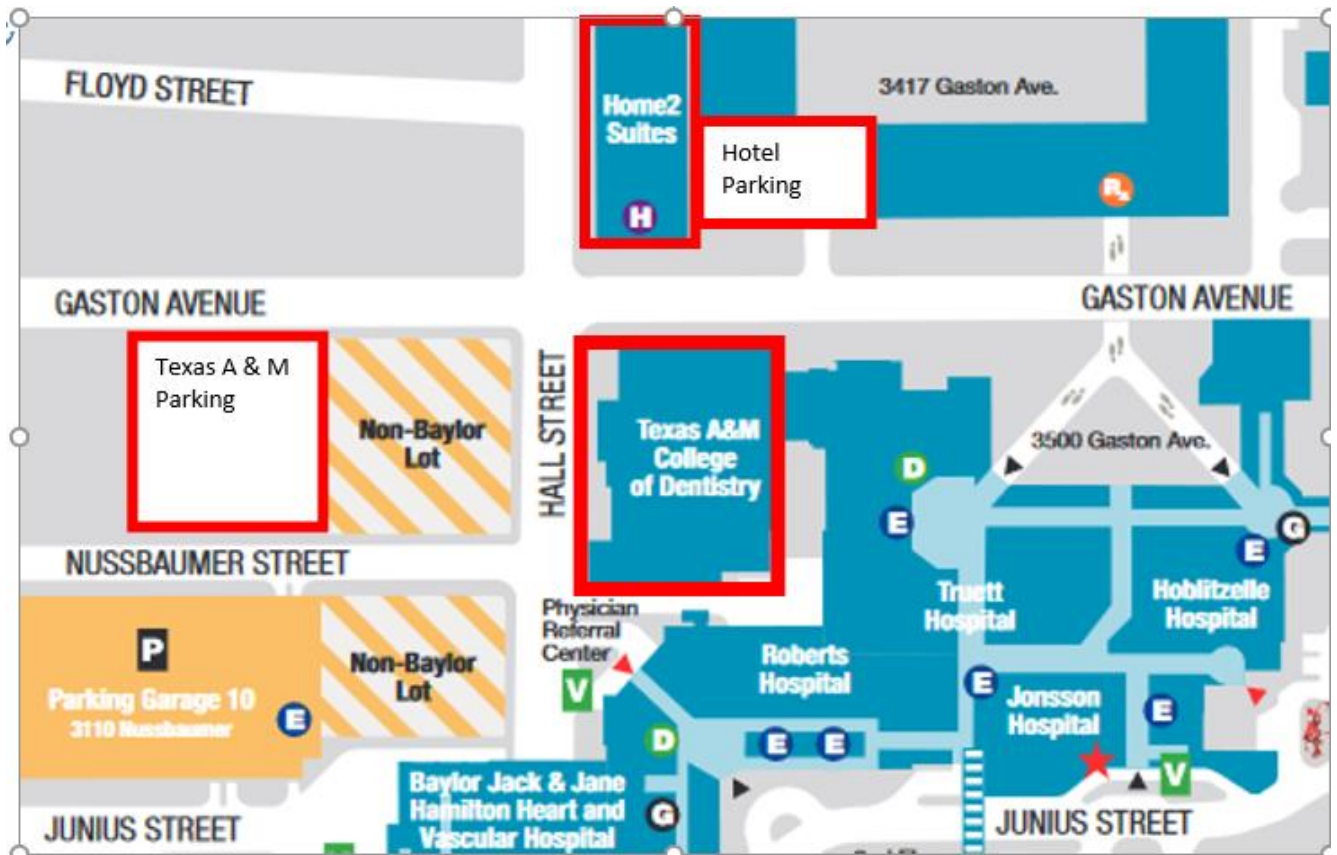 FLOYD STREET
Home2
Suites
H
3417 Gaston Ave.
Hotel
Parking
Rx
GASTON AVENUE
GASTON AVENUE
Texas A & M
Parking
Non-Baylor
Lot
HALL STREET
Texas A&M
College
of Dentistry
3500 Gaston Ave.
D
E
G
E
NUSSBAUMER STREET
Truett
Hospital
Hoblitzelle
Hospital
Physician
Referral
Center
V
P
Parking Garage 10
3110 Nussbaumer
E
Non-Baylor
Lot
Roberts
Hospital
E
Jonsson
Hospital
E
D
E
E
V
Baylor Jack & Jane
Hamilton Heart and
Vascular Hospital
G
JUNIUS STREET
JUNIUS STREET